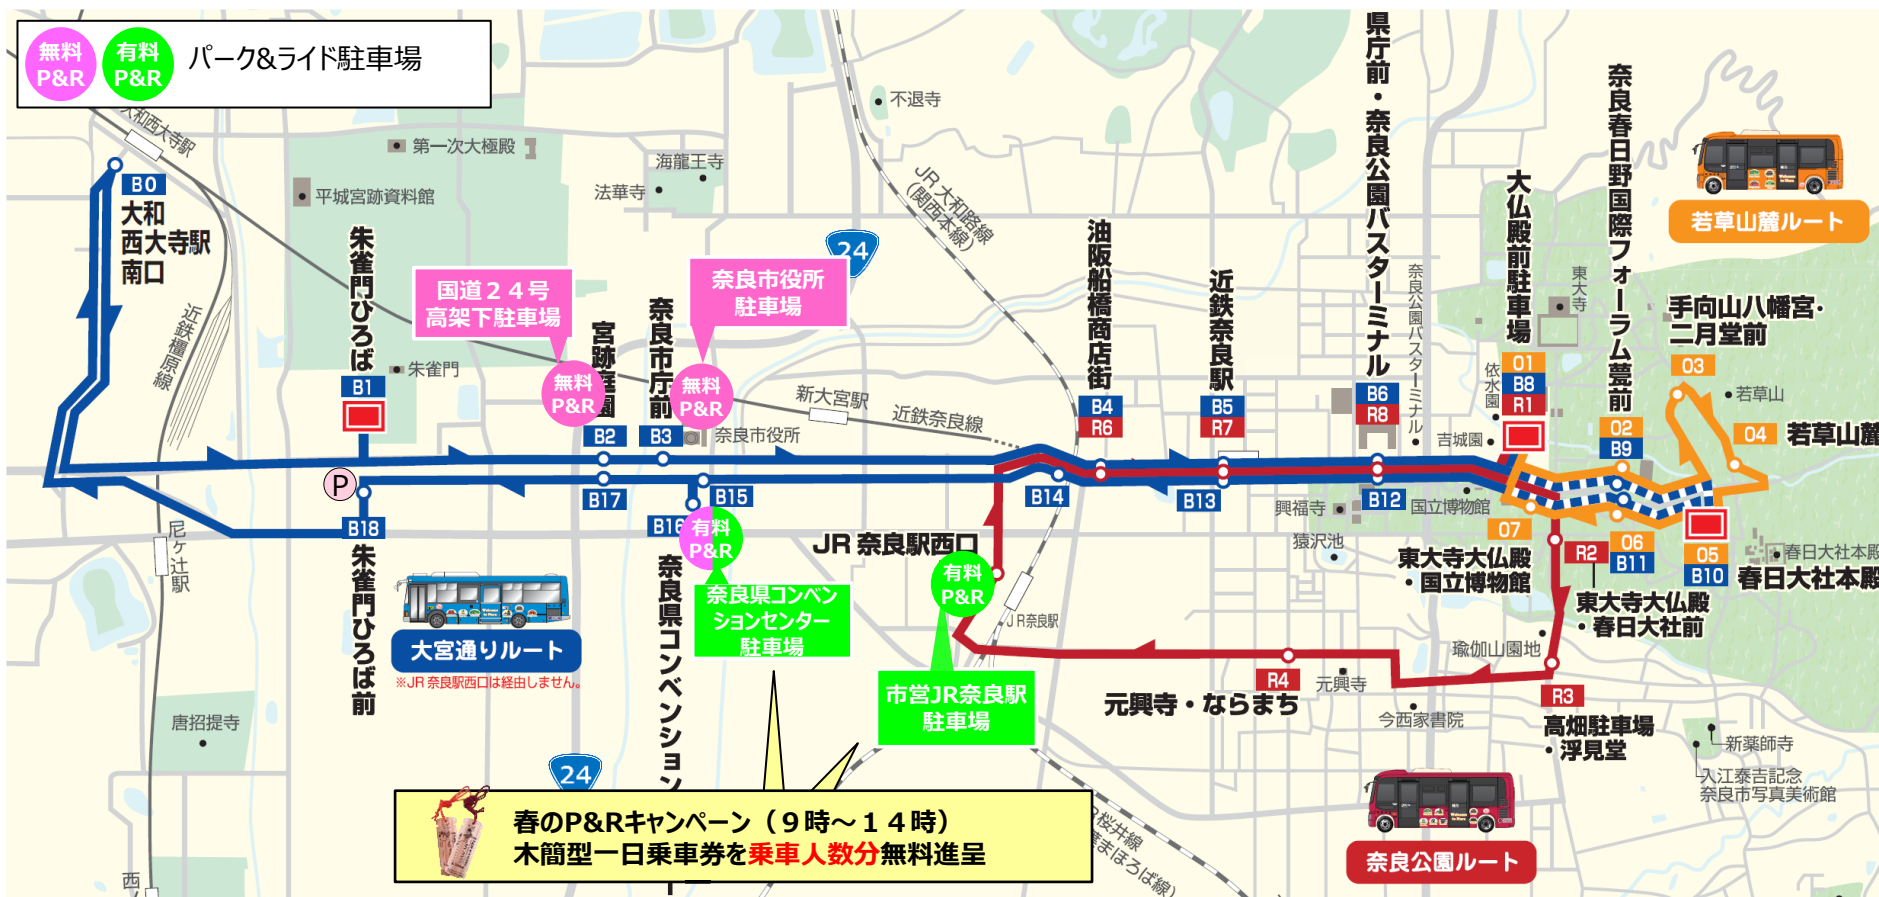 無料
P&R
有料
P&R
パーク&ライド駐車場
大和西大寺駅
B0
大和
西大寺駅
南口
近鉄橿原線
第一次大極殿
平城宮跡資料館
朱雀門ひろば
B1
朱雀門
海龍王寺
法華寺
不退寺
JR大和路線
(関西本線)
24
国道24号
高架下駐車場
無料
P&R
宮跡庭園
B2
奈良市庁前
B3
奈良市役所
駐車場
無料
P&R
奈良市役所
新大宮駅
近鉄奈良線
油阪船橋商店街
B4
R6
近鉄奈良駅
B5
R7
県庁前・奈良公園バスターミナル
B6
R8
奈良公園バスターミナル
吉城園
依水園
大仏殿前駐車場
O1
B8
R1
東大寺
奈良春日野国際フォーラム甍前
O2
B9
手向山八幡宮・
二月堂前
O3
若草山
O4
若草山麓
若草山麓ルート
P
B18
朱雀門ひろば前
B17
B16
B15
B14
B13
B12
興福寺
国立博物館
猿沢池
O7
東大寺大仏殿
・国立博物館
R2
東大寺大仏殿
・春日大社前
O6
B11
O5
B10
春日大社本殿
春日大社本殿
尼ヶ辻駅
大宮通りルート
※JR奈良駅西口は経由しません。
有料
P&R
奈良県コンベンション
奈良県コンベン
ションセンター
駐車場
JR奈良駅西口
有料
P&R
JR奈良駅
市営JR奈良駅
駐車場
R4
元興寺・ならまち
元興寺
今西家書院
瑜伽山園地
R3
高畑駐車場
・浮見堂
新薬師寺
入江泰吉記念
奈良市写真美術館
唐招提寺
24
春のP&Rキャンペーン(9時~14時)
木簡型一日乗車券を乗車人数分無料進呈
桜井線
まほろば線)
奈良公園ルート
西ノ